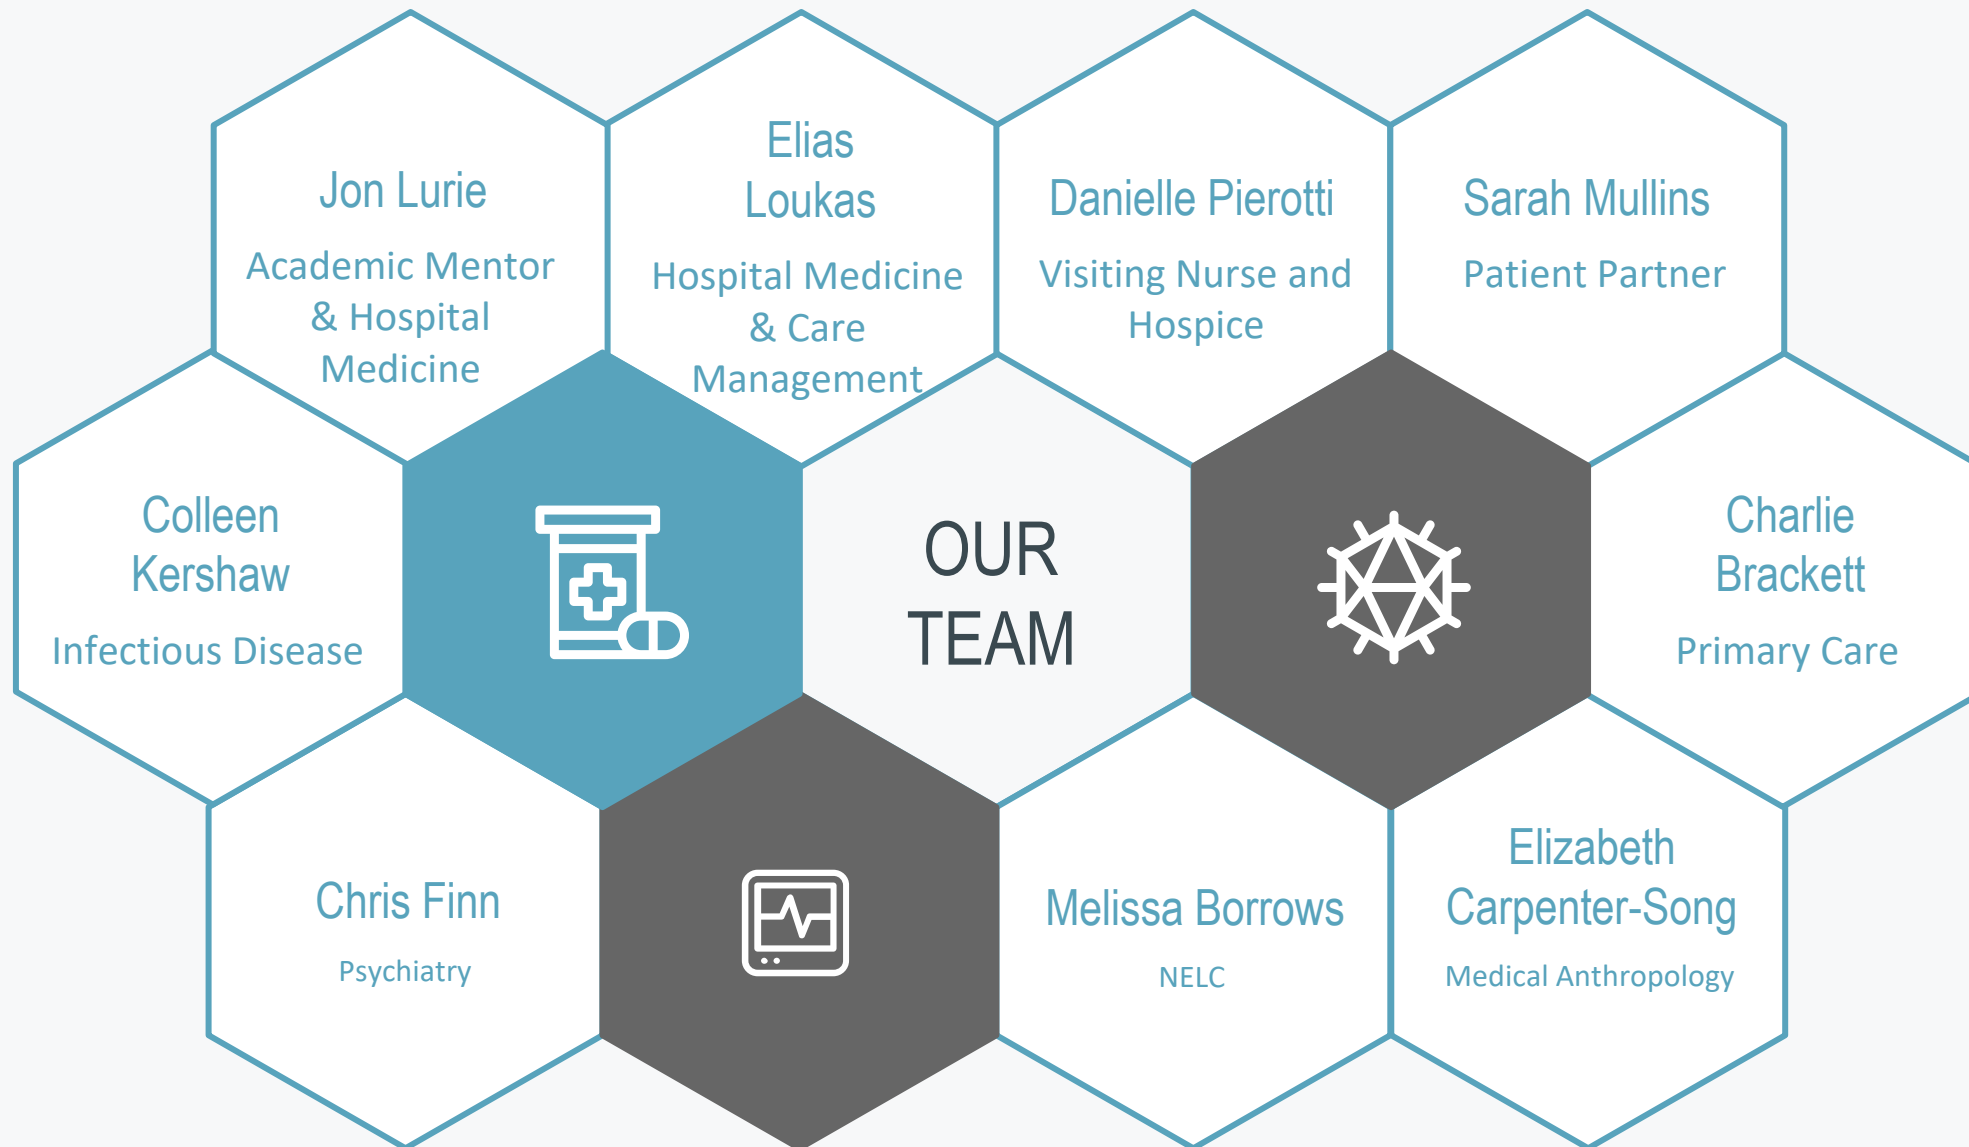 Jon Lurie
Academic Mentor
& Hospital
Medicine
Elias
Loukas
Hospital Medicine
& Care
Management
Danielle Pierotti
Visiting Nurse and
Hospice
Sarah Mullins
Patient Partner
Colleen
Kershaw
Infectious Disease
OUR
TEAM
Charlie
Brackett
Primary Care
Chris Finn
Psychiatry
Melissa Borrows
NELC
Elizabeth
Carpenter-Song
Medical Anthropology